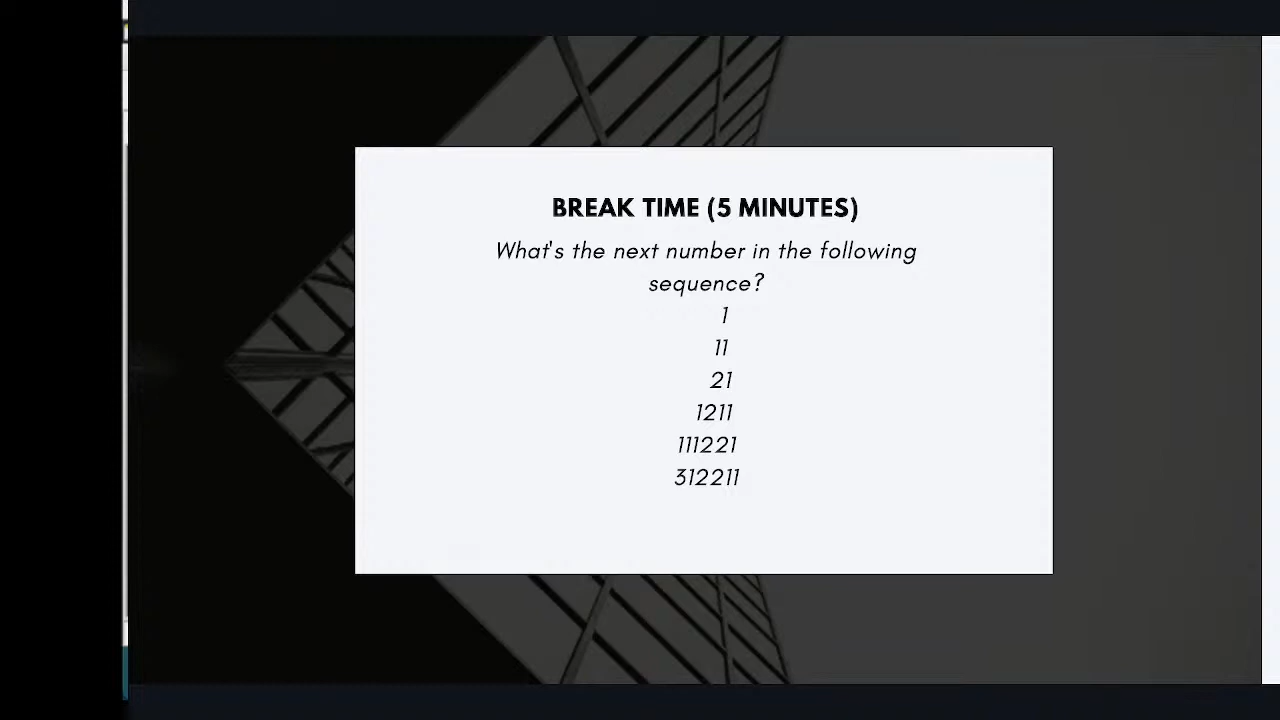 BREAK TIME (5 MINUTES)
What's the next number in the following
sequence?
1
11
21
1211
111221
312211